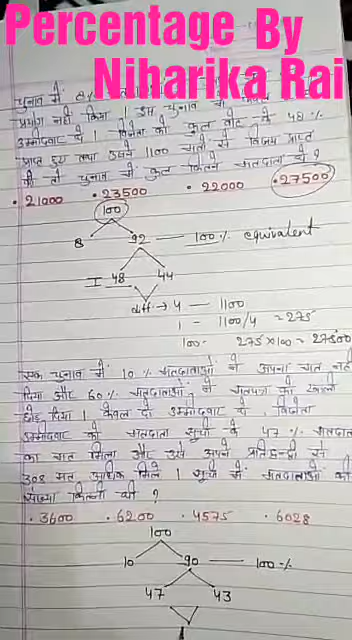 Percentage By
Niharika Rai
चुनाव में 8%
प्रयोग नहीं किया । इस चुनाव में केवल
उम्मीदवार थे । विजेता को कुल वोट के 48 %
प्राप्त हुए तथा उसने 1100 मतों से विजय प्राप्त
की तो चुनाव में कुल कितने मतदाता थे ?
• 21000 • 23500 • 22000 • 27500
100
8 92 — 100% equivalent
I 48 44
diff → 4 — 1100
1 — 1100/4 = 275
100 275×100 = 27500
एक चुनाव में 10 % मतदाताओं ने अपना मत नहीं
दिया और 60 % मतदाताओं ने मतपत्र को खाली
छोड़ दिया । केवल दो उम्मीदवार थे , विजेता
उम्मीदवार को मतदाता सूची के 47 % मतदाता
का मत मिला और उसे अपने प्रतिद्वन्दी से
308 मत अधिक मिले । सूची में मतदाताओं की
संख्या कितनी थी ?
• 3600 • 6200 • 4575 • 6028
100
10 90 — 100%
47 43